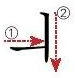 ① ㅓ ②